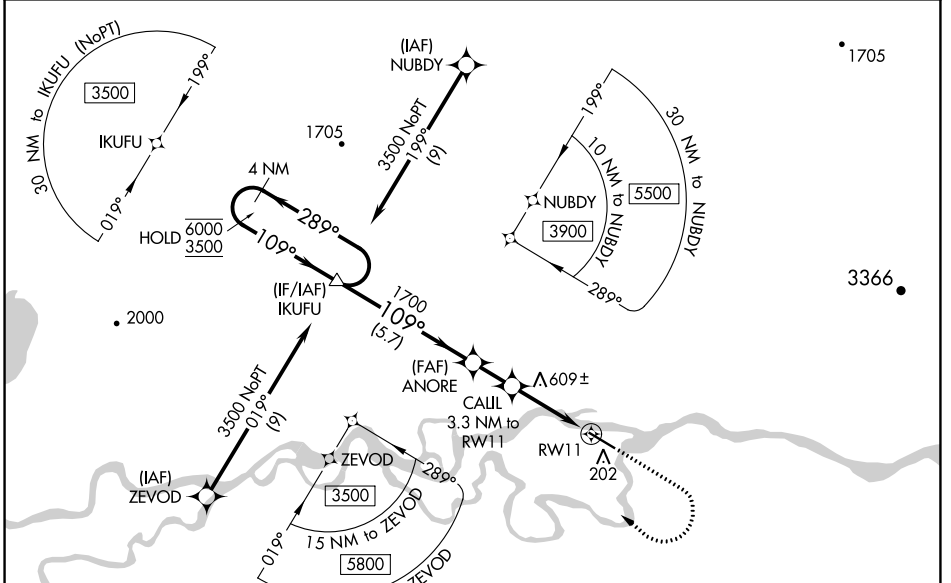 30 NM to IKUFU (NoPT)
3500
199°
IKUFU
019°
(IAF)
NUBDY
1705
3500 NoPT
199°
(9)
1705
199°
30 NM to NUBDY
10 NM to NUBDY
5500
NUBDY
3900
289°
4 NM
HOLD
6000
3500
289°
109°
(IF/IAF)
IKUFU
1700
109°
(5.7)
3366
2000
(FAF)
ANORE
CALIL
3.3 NM to
RW11
609±
RW11
202
3500 NoPT
019°
(9)
(IAF)
ZEVOD
ZEVOD
289°
3500
019°
15 NM to ZEVOD
5800
ZEVOD